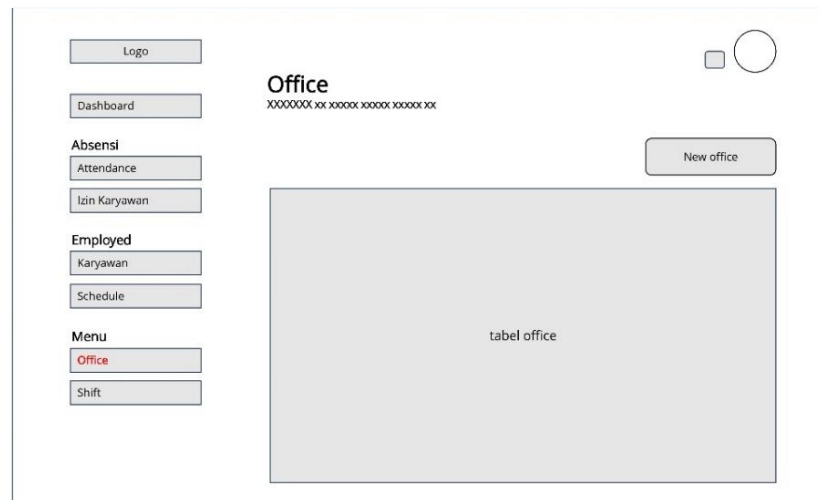 Logo
Dashboard
Absensi
Attendance
Izin Karyawan
Employed
Karyawan
Schedule
Menu
Office
Shift
Office
XXXXXXX xx xxxxx xxxxx xxxxx xx
New office
tabel office